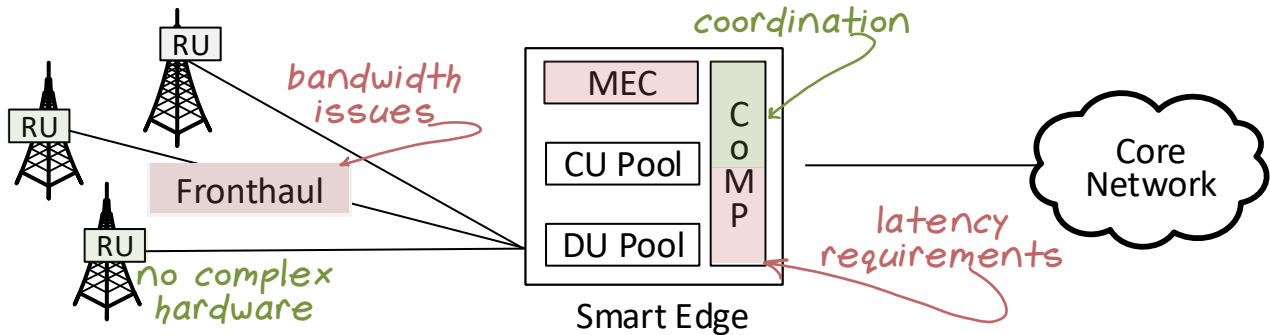 RU
RU
RU
no complex
hardware
bandwidth
issues
Fronthaul
MEC
CU Pool
DU Pool
CoMP
Smart Edge
coordination
latency
requirements
Core
Network